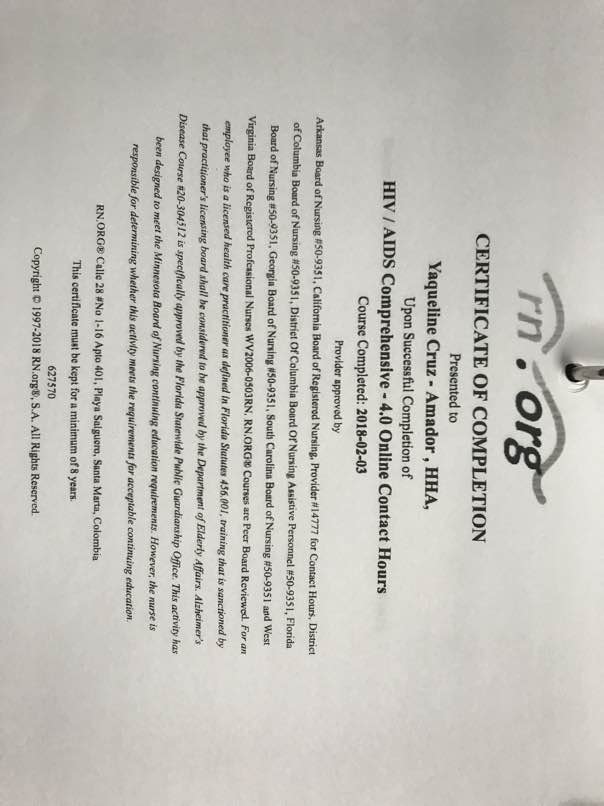 rn.org
CERTIFICATE OF COMPLETION
Presented to
Yaqueline Cruz - Amador , HHA,
Upon Successful Completion of
HIV / AIDS Comprehensive - 4.0 Online Contact Hours
Course Completed: 2018-02-03
Provider approved by
Arkansas Board of Nursing #50-9351, California Board of Registered Nursing, Provider #14777 for Contact Hours, District
of Columbia Board of Nursing #50-9351, District Of Columbia Board Of Nursing Assistive Personnel #50-9351, Florida
Board of Nursing #50-9351, Georgia Board of Nursing #50-9351, South Carolina Board of Nursing #50-9351 and West
Virginia Board of Registered Professional Nurses WV2006-0503RN. RN.ORG® Courses are Peer Board Reviewed. For an
employee who is a licensed health care practitioner as defined in Florida Statutes 456.001, training that is sanctioned by
that practitioner's licensing board shall be considered to be approved by the Department of Elderly Affairs. Alzheimer's
Disease Course #20-304512 is specifically approved by the Florida Statewide Public Guardianship Office. This activity has
been designed to meet the Minnesota Board of Nursing continuing education requirements. However, the nurse is
responsible for determining whether this activity meets the requirements for acceptable continuing education.
RN.ORG® Calle 28 #No 1-16 Apto 401, Playa Salguero, Santa Marta, Colombia
This certificate must be kept for a minimum of 8 years.
627570
Copyright © 1997-2018 RN.org®, S.A., All Rights Reserved.